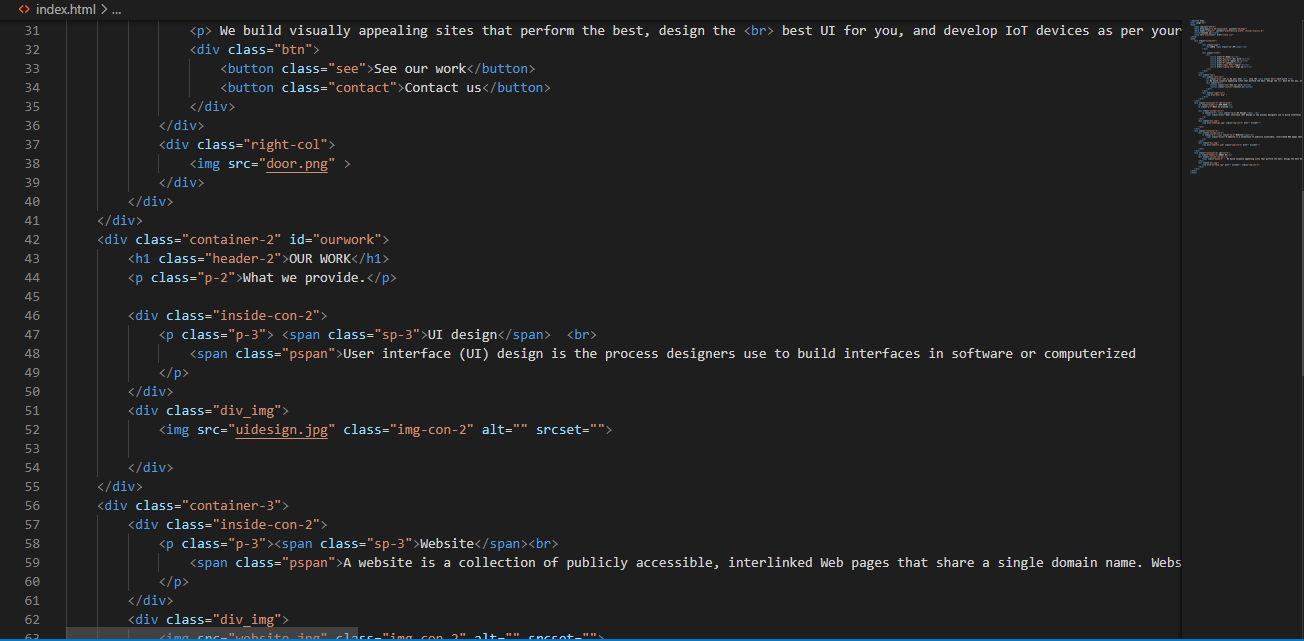 index.html > ...
31 <p> We build visually appealing sites that perform the best, design the <br> best UI for you, and develop IoT devices as per your
32 <div class="btn">
33 <button class="see">See our work</button>
34 <button class="contact">Contact us</button>
35 </div>
36 </div>
37 <div class="right-col">
38 <img src="door.png" >
39 </div>
40 </div>
41 </div>
42 <div class="container-2" id="ourwork">
43 <h1 class="header-2">OUR WORK</h1>
44 <p class="p-2">What we provide.</p>
45
46 <div class="inside-con-2">
47 <p class="p-3"> <span class="sp-3">UI design</span>  <br>
48 <span class="pspan">User interface (UI) design is the process designers use to build interfaces in software or computerized
49 </p>
50 </div>
51 <div class="div_img">
52 <img src="uidesign.jpg" class="img-con-2" alt="" srcset="">
53
54 </div>
55 </div>
56 <div class="container-3">
57 <div class="inside-con-2">
58 <p class="p-3"><span class="sp-3">Website</span><br>
59 <span class="pspan">A website is a collection of publicly accessible, interlinked Web pages that share a single domain name. Webs
60 </p>
61 </div>
62 <div class="div_img">
63 <img src="website.jpg" class="img-con-2" alt="" srcset="">